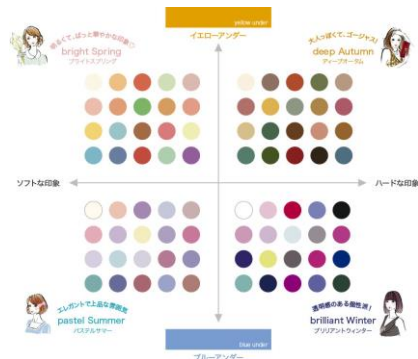 yellow under
イエローアンダー
明るくて、ぱっと華やかな印象♡
bright Spring
ブライトスプリング
大人っぽくて、ゴージャス!
deep Autumn
ディープオータム
ソフトな印象
ハードな印象
エレガントで上品な雰囲気
pastel Summer
パステルサマー
透明感のある個性派!
brilliant Winter
ブリリアントウィンター
blue under
ブルーアンダー